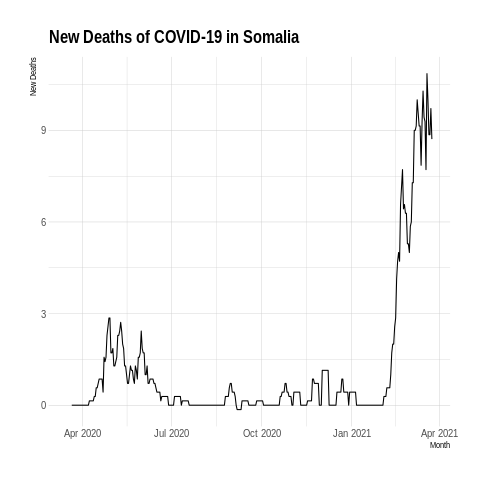 New Deaths of COVID-19 in Somalia
New Deaths
9
6
3
0
Apr 2020 Jul 2020 Oct 2020 Jan 2021 Apr 2021
Month